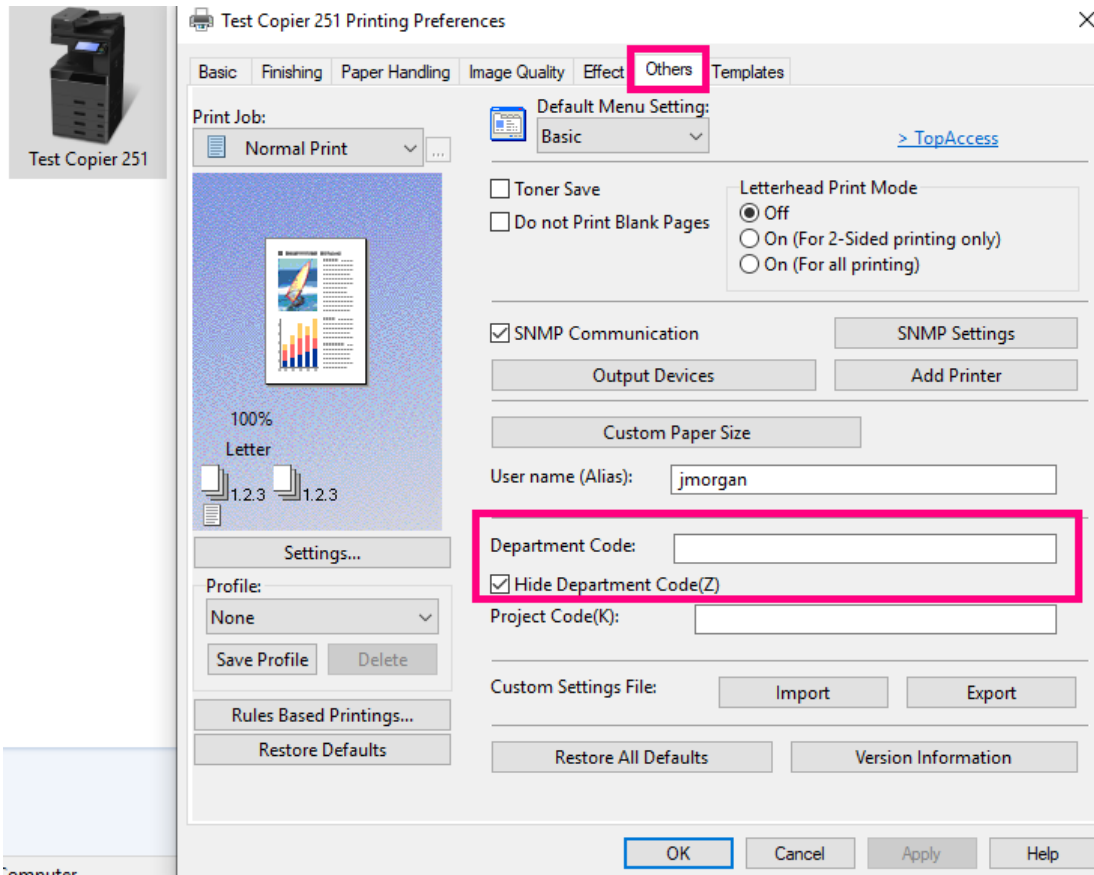 Test Copier 251 Printing Preferences
Test Copier 251
Basic Finishing Paper Handling Image Quality Effect Others Templates
Print Job:
Normal Print
...
100%
Letter
1.2.3 1.2.3
Settings...
Profile:
None
Save Profile Delete
Rules Based Printings...
Restore Defaults
Default Menu Setting:
Basic
> TopAccess
Toner Save
Do not Print Blank Pages
Letterhead Print Mode
Off
On (For 2-Sided printing only)
On (For all printing)
SNMP Communication
SNMP Settings
Output Devices
Add Printer
Custom Paper Size
User name (Alias): jmorgan
Department Code:
Hide Department Code(Z)
Project Code(K):
Custom Settings File: Import Export
Restore All Defaults Version Information
OK Cancel Apply Help